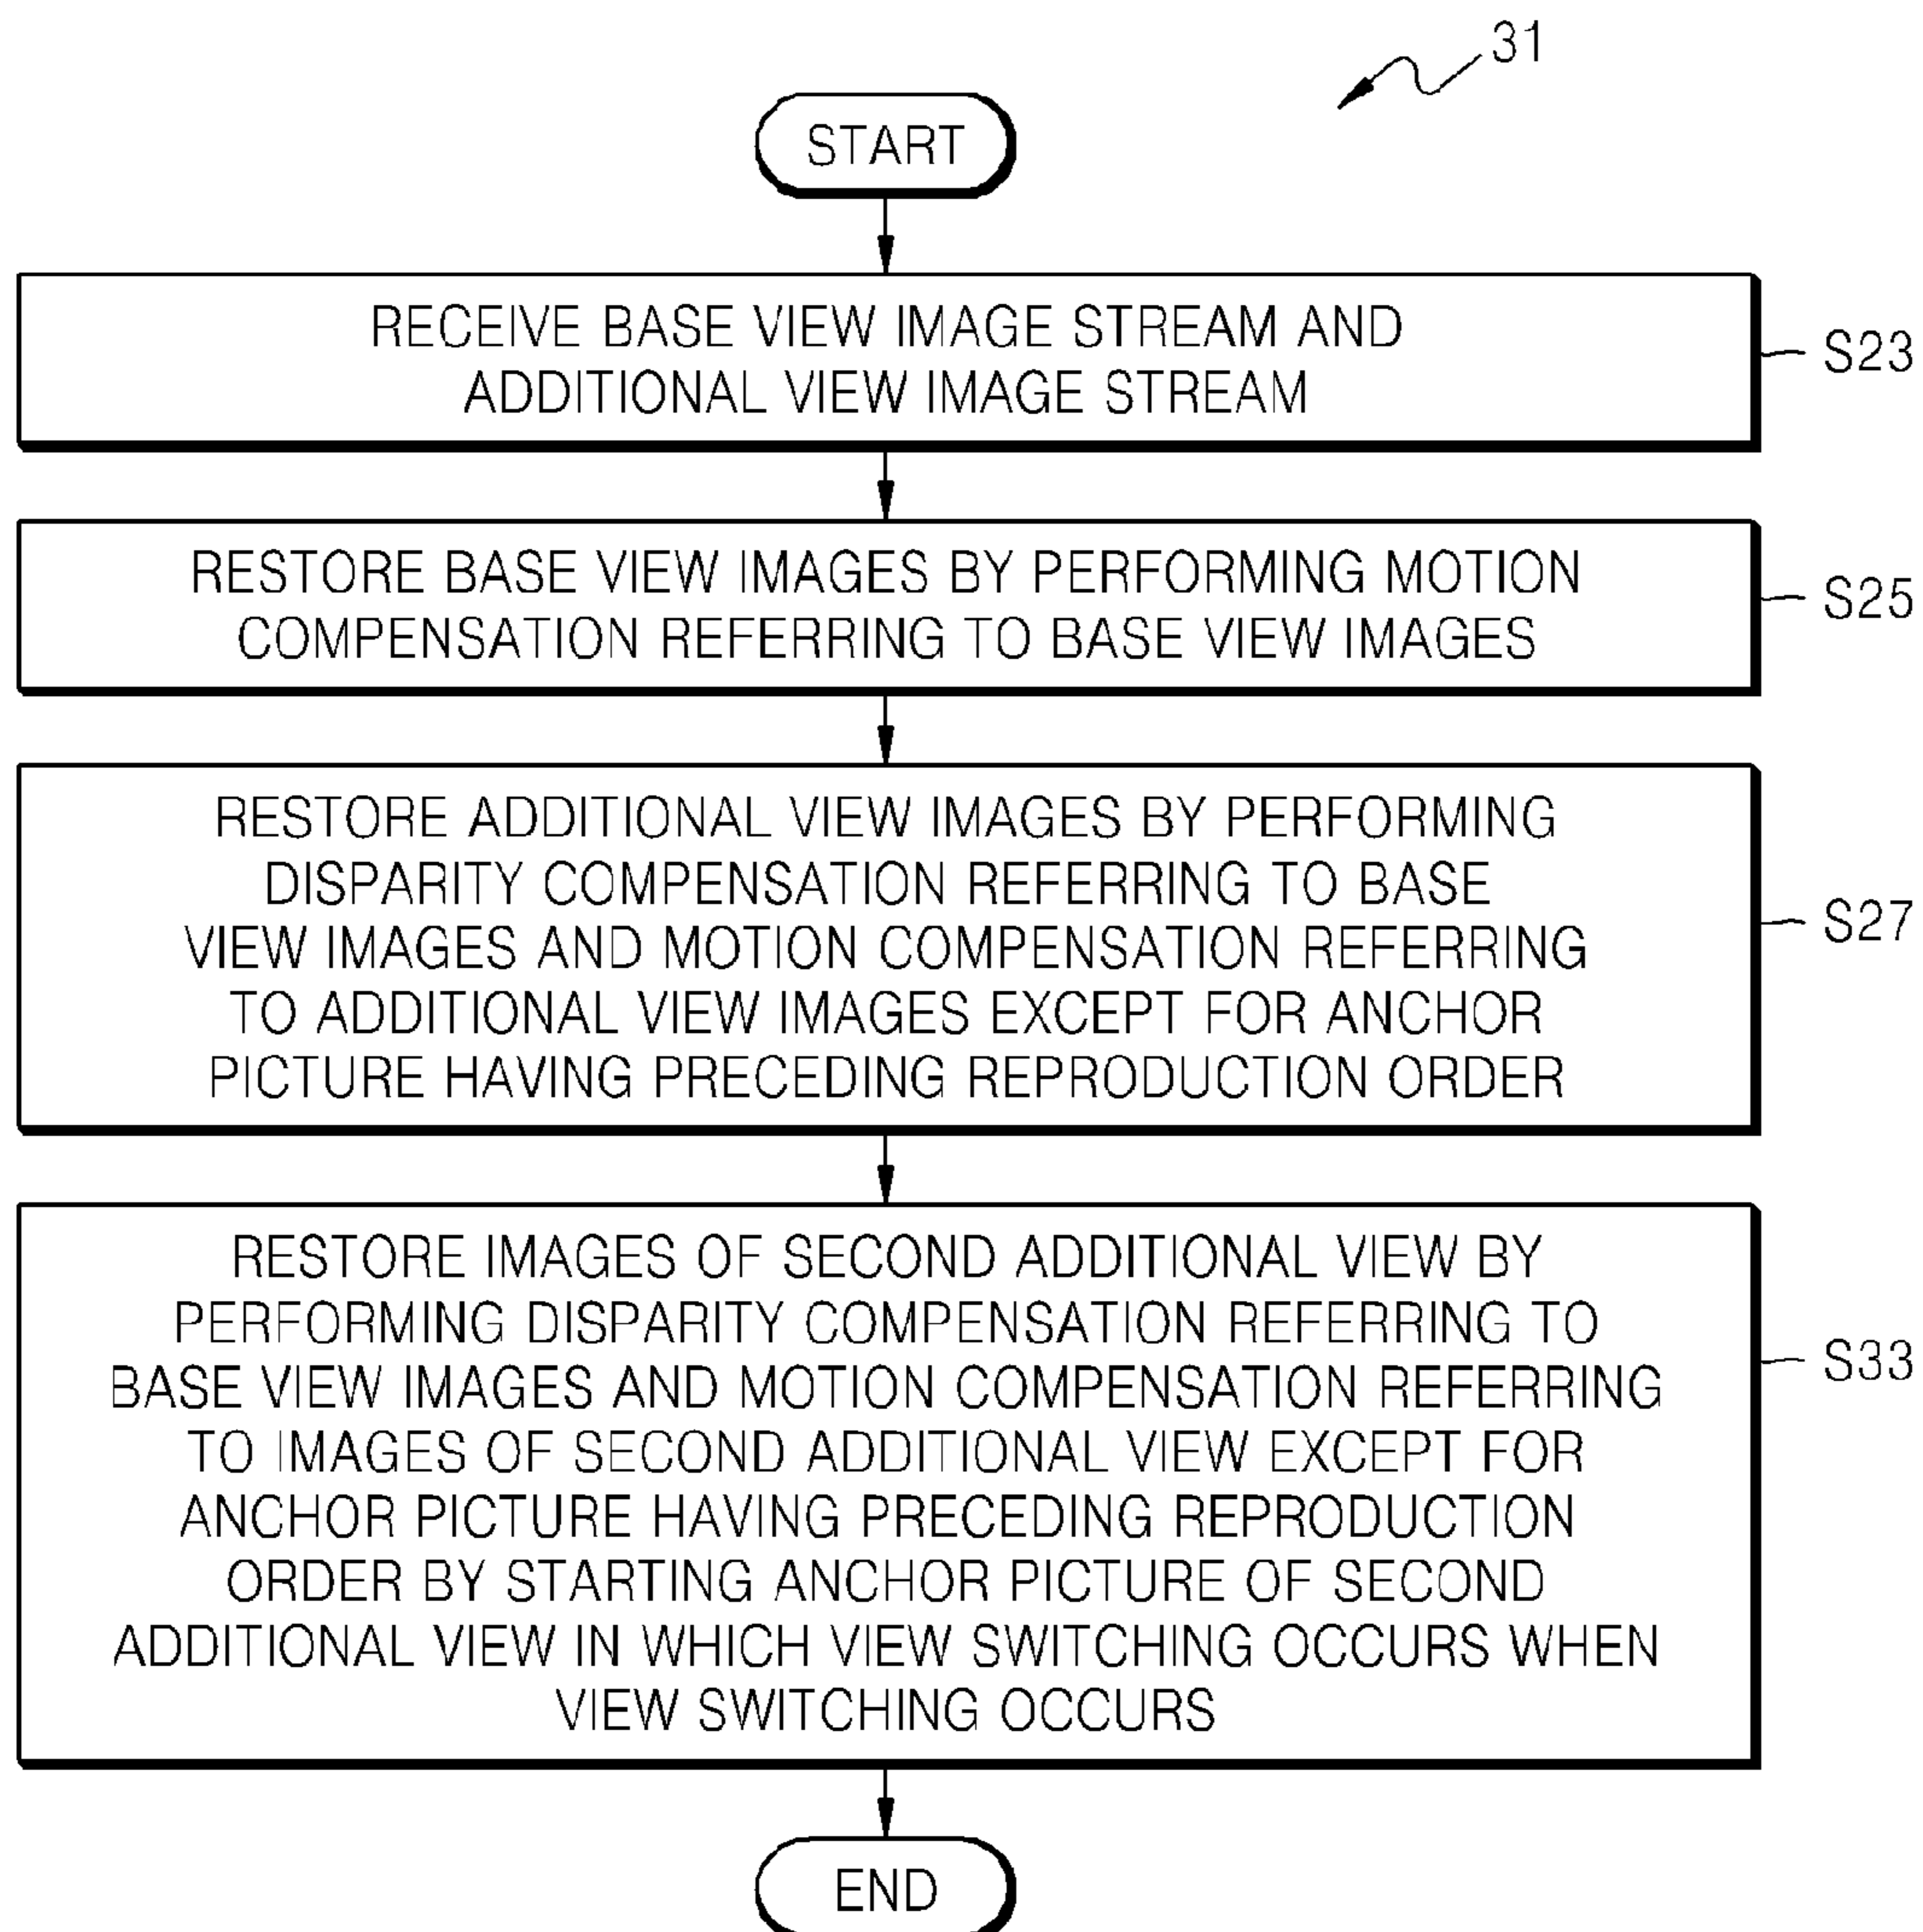 31
START
RECEIVE BASE VIEW IMAGE STREAM AND
ADDITIONAL VIEW IMAGE STREAM
S23
RESTORE BASE VIEW IMAGES BY PERFORMING MOTION
COMPENSATION REFERRING TO BASE VIEW IMAGES
S25
RESTORE ADDITIONAL VIEW IMAGES BY PERFORMING
DISPARITY COMPENSATION REFERRING TO BASE
VIEW IMAGES AND MOTION COMPENSATION REFERRING
TO ADDITIONAL VIEW IMAGES EXCEPT FOR ANCHOR
PICTURE HAVING PRECEDING REPRODUCTION ORDER
S27
RESTORE IMAGES OF SECOND ADDITIONAL VIEW BY
PERFORMING DISPARITY COMPENSATION REFERRING TO
BASE VIEW IMAGES AND MOTION COMPENSATION REFERRING
TO IMAGES OF SECOND ADDITIONAL VIEW EXCEPT FOR
ANCHOR PICTURE HAVING PRECEDING REPRODUCTION
ORDER BY STARTING ANCHOR PICTURE OF SECOND
ADDITIONAL VIEW IN WHICH VIEW SWITCHING OCCURS WHEN
VIEW SWITCHING OCCURS
S33
END